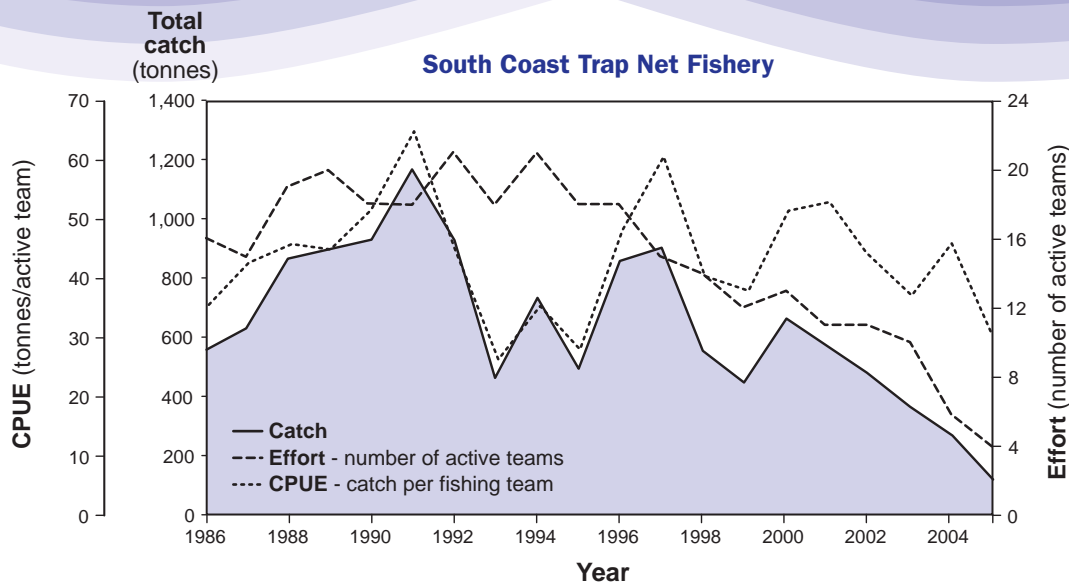 Total
catch
(tonnes)
South Coast Trap Net Fishery
CPUE (tonnes/active team)
70
60
50
40
30
20
10
0
1,400
1,200
1,000
800
600
400
200
0
Catch
Effort - number of active teams
CPUE - catch per fishing team
24
20
16
12
8
4
0
Effort (number of active teams)
1986 1988 1990 1992 1994 1996 1998 2000 2002 2004
Year